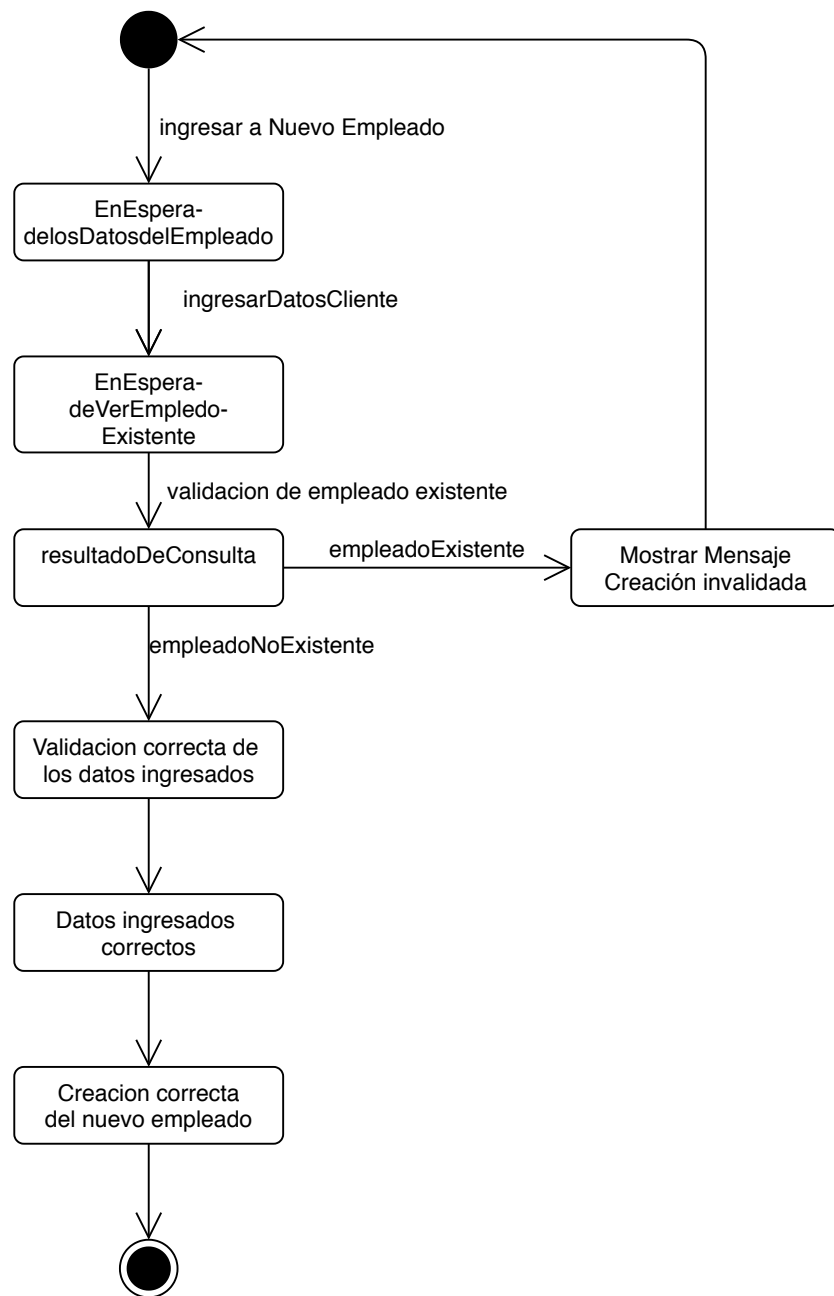 ingresar a Nuevo Empleado
EnEspera-
delosDatosdelEmpleado
ingresarDatosCliente
EnEspera-
deVerEmpledo-
Existente
validacion de empleado existente
resultadoDeConsulta
empleadoExistente
Mostrar Mensaje
Creación invalidada
empleadoNoExistente
Validacion correcta de
los datos ingresados
Datos ingresados
correctos
Creacion correcta
del nuevo empleado